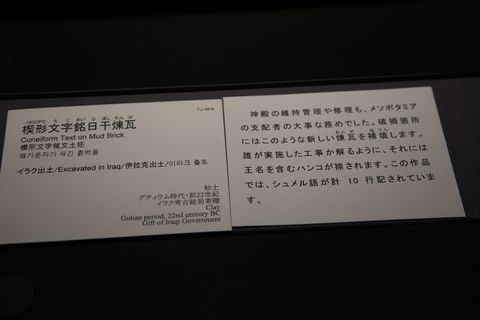 TJ-4815
くさびがた もじ めい ひぼし れんが
楔形文字銘日干煉瓦
Cuneiform Text on Mud Brick
楔形文字铭文土坯
쐐기문자가 새긴 흙벽돌
イラク出土/Excavated in Iraq/伊拉克出土/이라크 출토
粘土
グティウム時代・前22世紀
イラク考古総局寄贈
Clay
Gutian period, 22nd century BC
Gift of Iraqi Government
神殿の維持管理や修理も、メソポタミア
の支配者の大事な務めでした。破損箇所
れんが ほてん
にはこのような新しい煉瓦を補填します。
誰が実施した工事か解るように、それには
王名を含むハンコが捺されます。この作品
では、シュメル語が計 10 行記されていま
す。